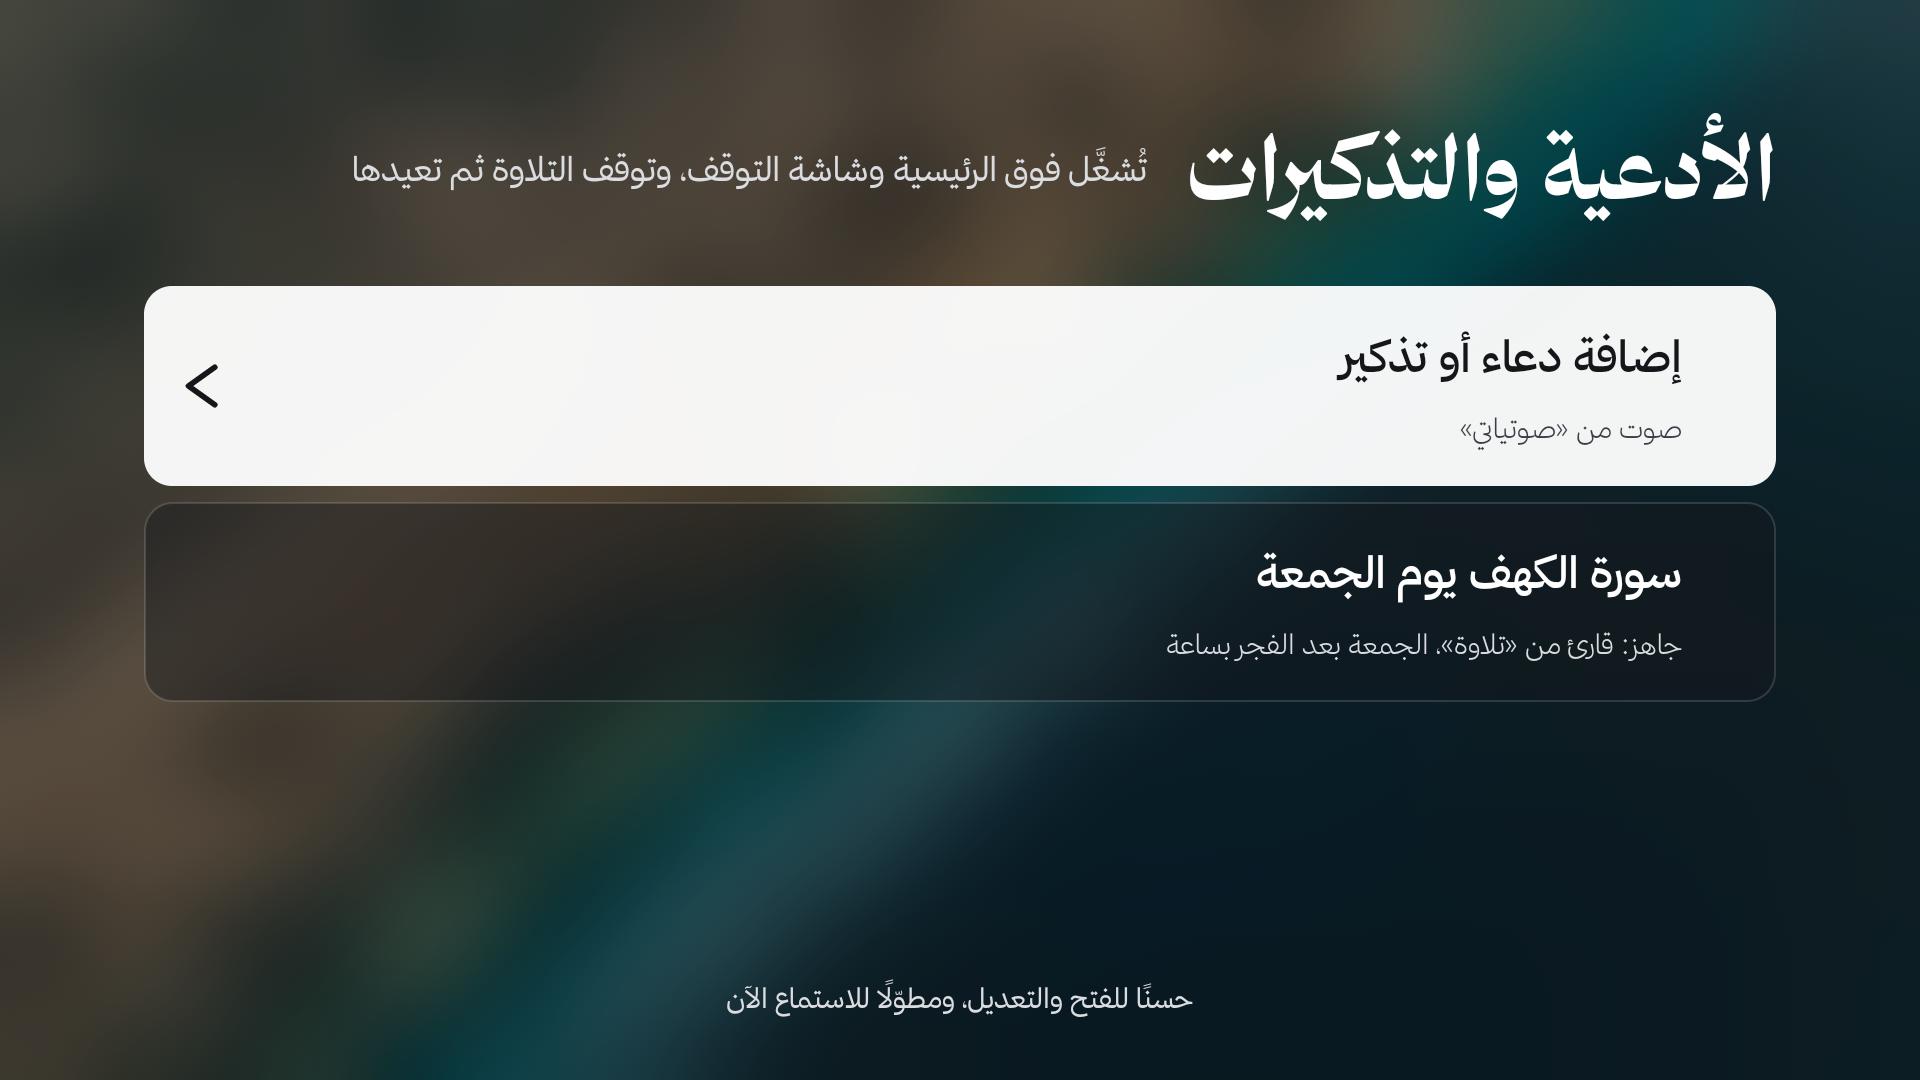 الأدعية والتذكيرات
تُشغَّل فوق الرئيسية وشاشة التوقف، وتوقف التلاوة ثم تعيدها
إضافة دعاء أو تذكير
صوت من «صوتياتي»
سورة الكهف يوم الجمعة
جاهز: قارئ من «تلاوة»، الجمعة بعد الفجر بساعة
حسنًا للفتح والتعديل، ومطوّلًا للاستماع الآن